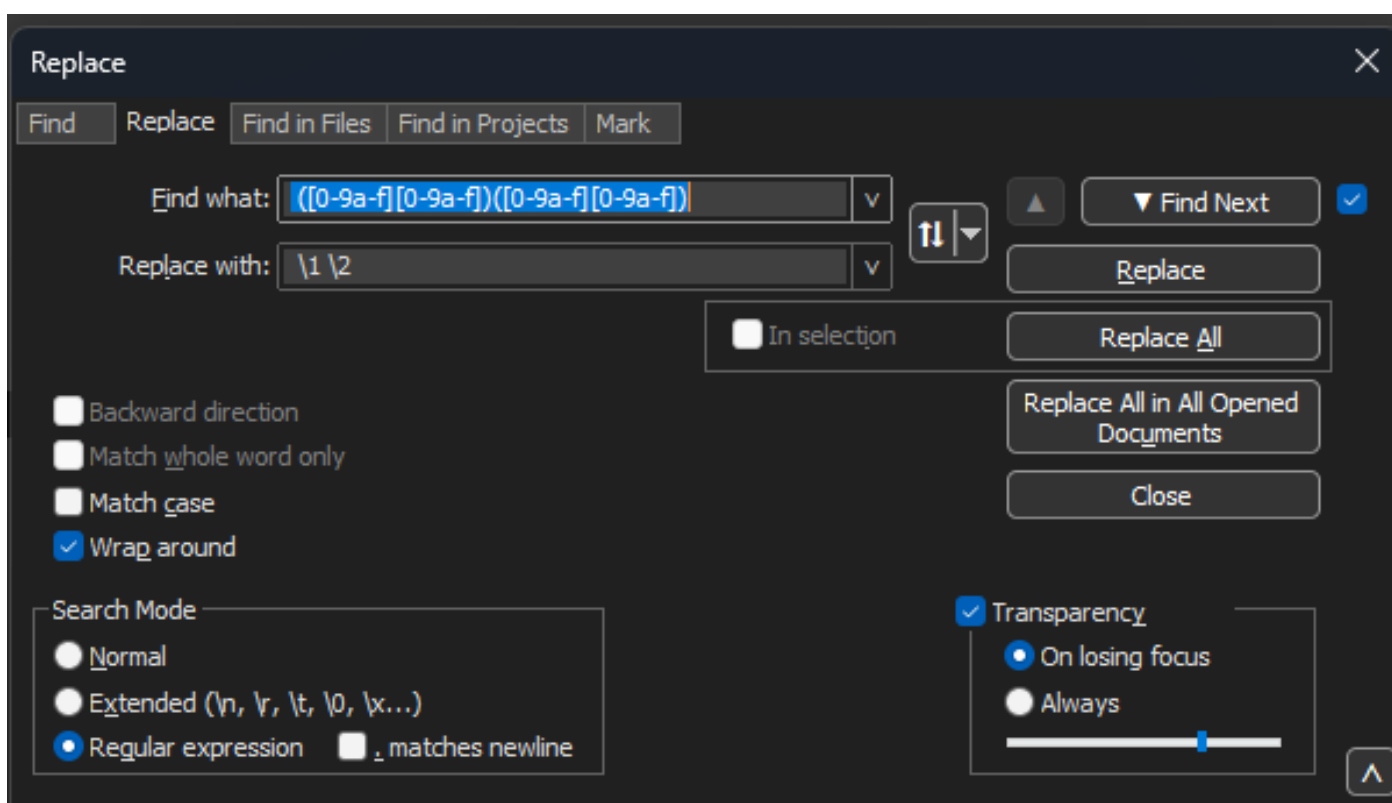 Replace
Find Replace Find in Files Find in Projects Mark
Find what: ([0-9a-f][0-9a-f])([0-9a-f][0-9a-f]) ▼ Find Next
Replace with: \1 \2 Replace
In selection Replace All
Backward direction Replace All in All Opened
Documents
Match whole word only
Match case Close
Wrap around
Search Mode Transparency
Normal On losing focus
Extended (\n, \r, \t, \0, \x...) Always
Regular expression . matches newline